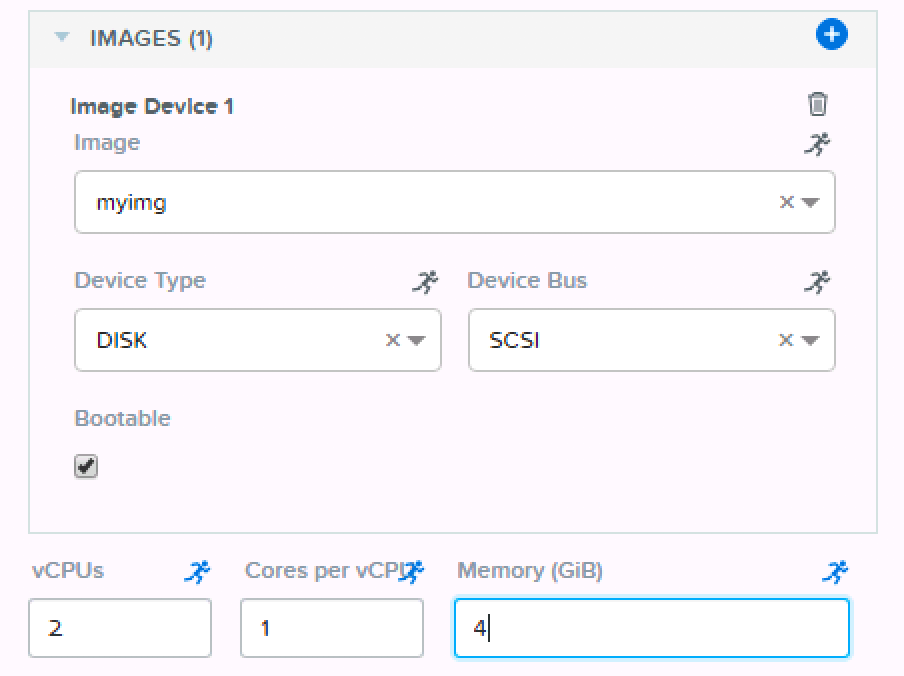 IMAGES (1)
Image Device 1
Image
myimg
Device Type
Device Bus
DISK
SCSI
Bootable
vCPUs
Cores per vCPU
Memory (GiB)
2
1
4